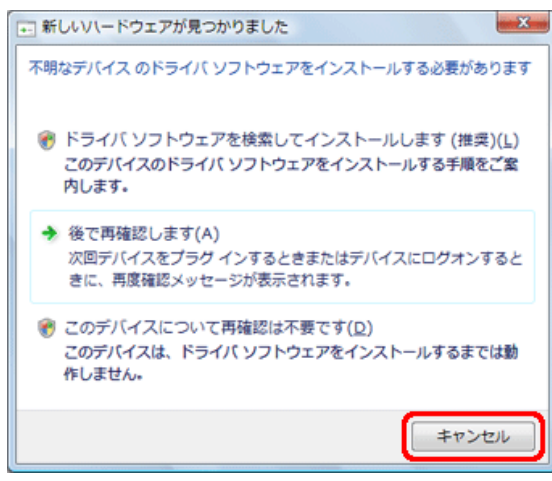 新しいハードウェアが見つかりました
不明なデバイス のドライバ ソフトウェアをインストールする必要があります
ドライバ ソフトウェアを検索してインストールします (推奨)(L)
このデバイスのドライバ ソフトウェアをインストールする手順をご案
内します。
後で再確認します(A)
次回デバイスをプラグ インするときまたはデバイスにログオンすると
きに、再度確認メッセージが表示されます。
このデバイスについて再確認は不要です(D)
このデバイスは、ドライバ ソフトウェアをインストールするまでは動
作しません。
キャンセル